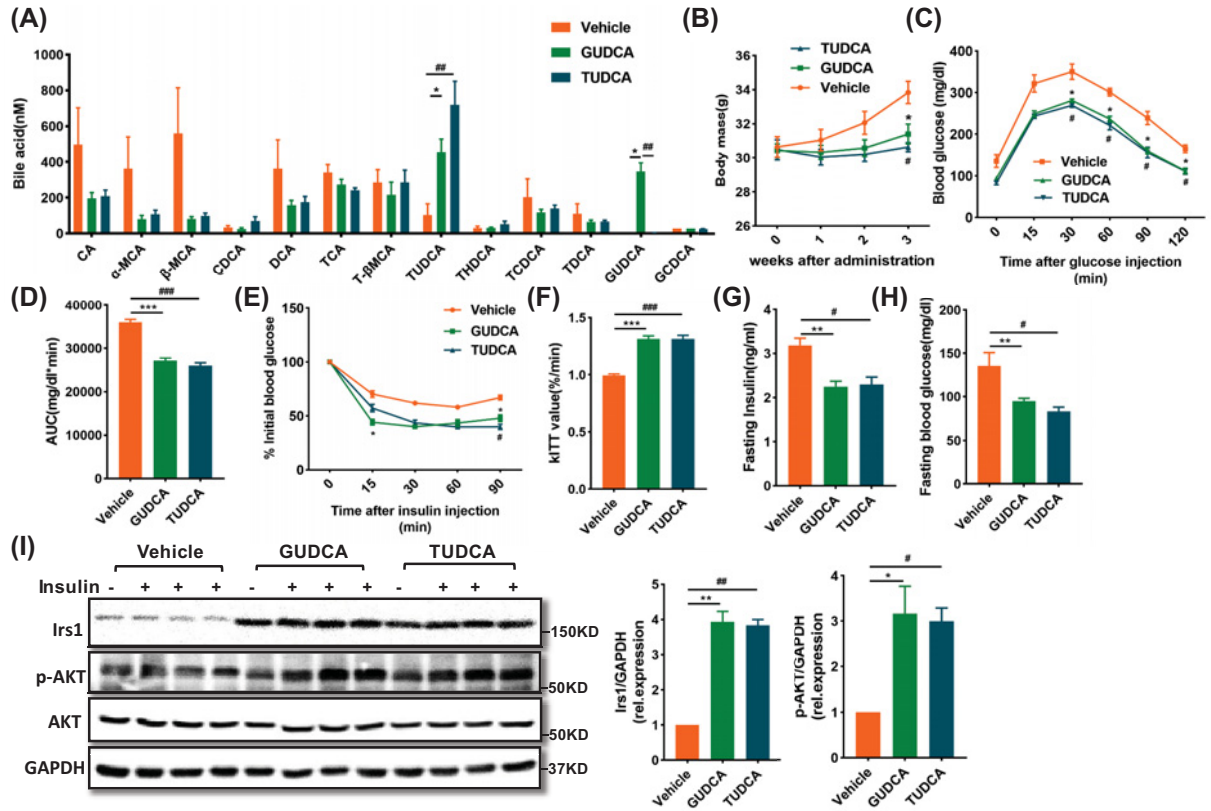 (A)
Vehicle
GUDCA
TUDCA
Bile acid(nM)
1000
800
600
400
200
0
##
*
* ##
CA
α-MCA
β-MCA
CDCA
DCA
TCA
T-βMCA
TUDCA
THDCA
TCDCA
TDCA
GUDCA
GCDCA
(B)
TUDCA
GUDCA
Vehicle
Body mass(g)
36
34
32
30
28
26
*
#
0 1 2 3
weeks after administration
(C)
Blood glucose (mg/dl)
400
300
200
100
0
* * * *
# # # #
Vehicle
GUDCA
TUDCA
0 15 30 60 90 120
Time after glucose injection
(min)
(D)
AUC(mg/dl*min)
40000
30000
20000
10000
0
###
***
Vehicle
GUDCA
TUDCA
(E)
Vehicle
GUDCA
TUDCA
% Initial blood glucose
150
100
50
0
*
*
#
0 15 30 60 90
Time after insulin injection
(min)
(F)
kITT value(%/min)
1.5
1.0
0.5
0.0
###
***
Vehicle
GUDCA
TUDCA
(G)
Fasting Insulin(ng/ml)
4
3
2
1
0
#
**
Vehicle
GUDCA
TUDCA
(H)
Fasting blood glucose(mg/dl)
200
150
100
50
0
#
**
Vehicle
GUDCA
TUDCA
(I)
Vehicle GUDCA TUDCA
Insulin - + + + - + + + - + + +
Irs1
150KD
p-AKT
50KD
AKT
50KD
GAPDH
37KD
Irs1/GAPDH
(rel.expression)
5
4
3
2
1
0
##
**
Vehicle
GUDCA
TUDCA
p-AKT/GAPDH
(rel.expression)
4
3
2
1
0
#
*
Vehicle
GUDCA
TUDCA